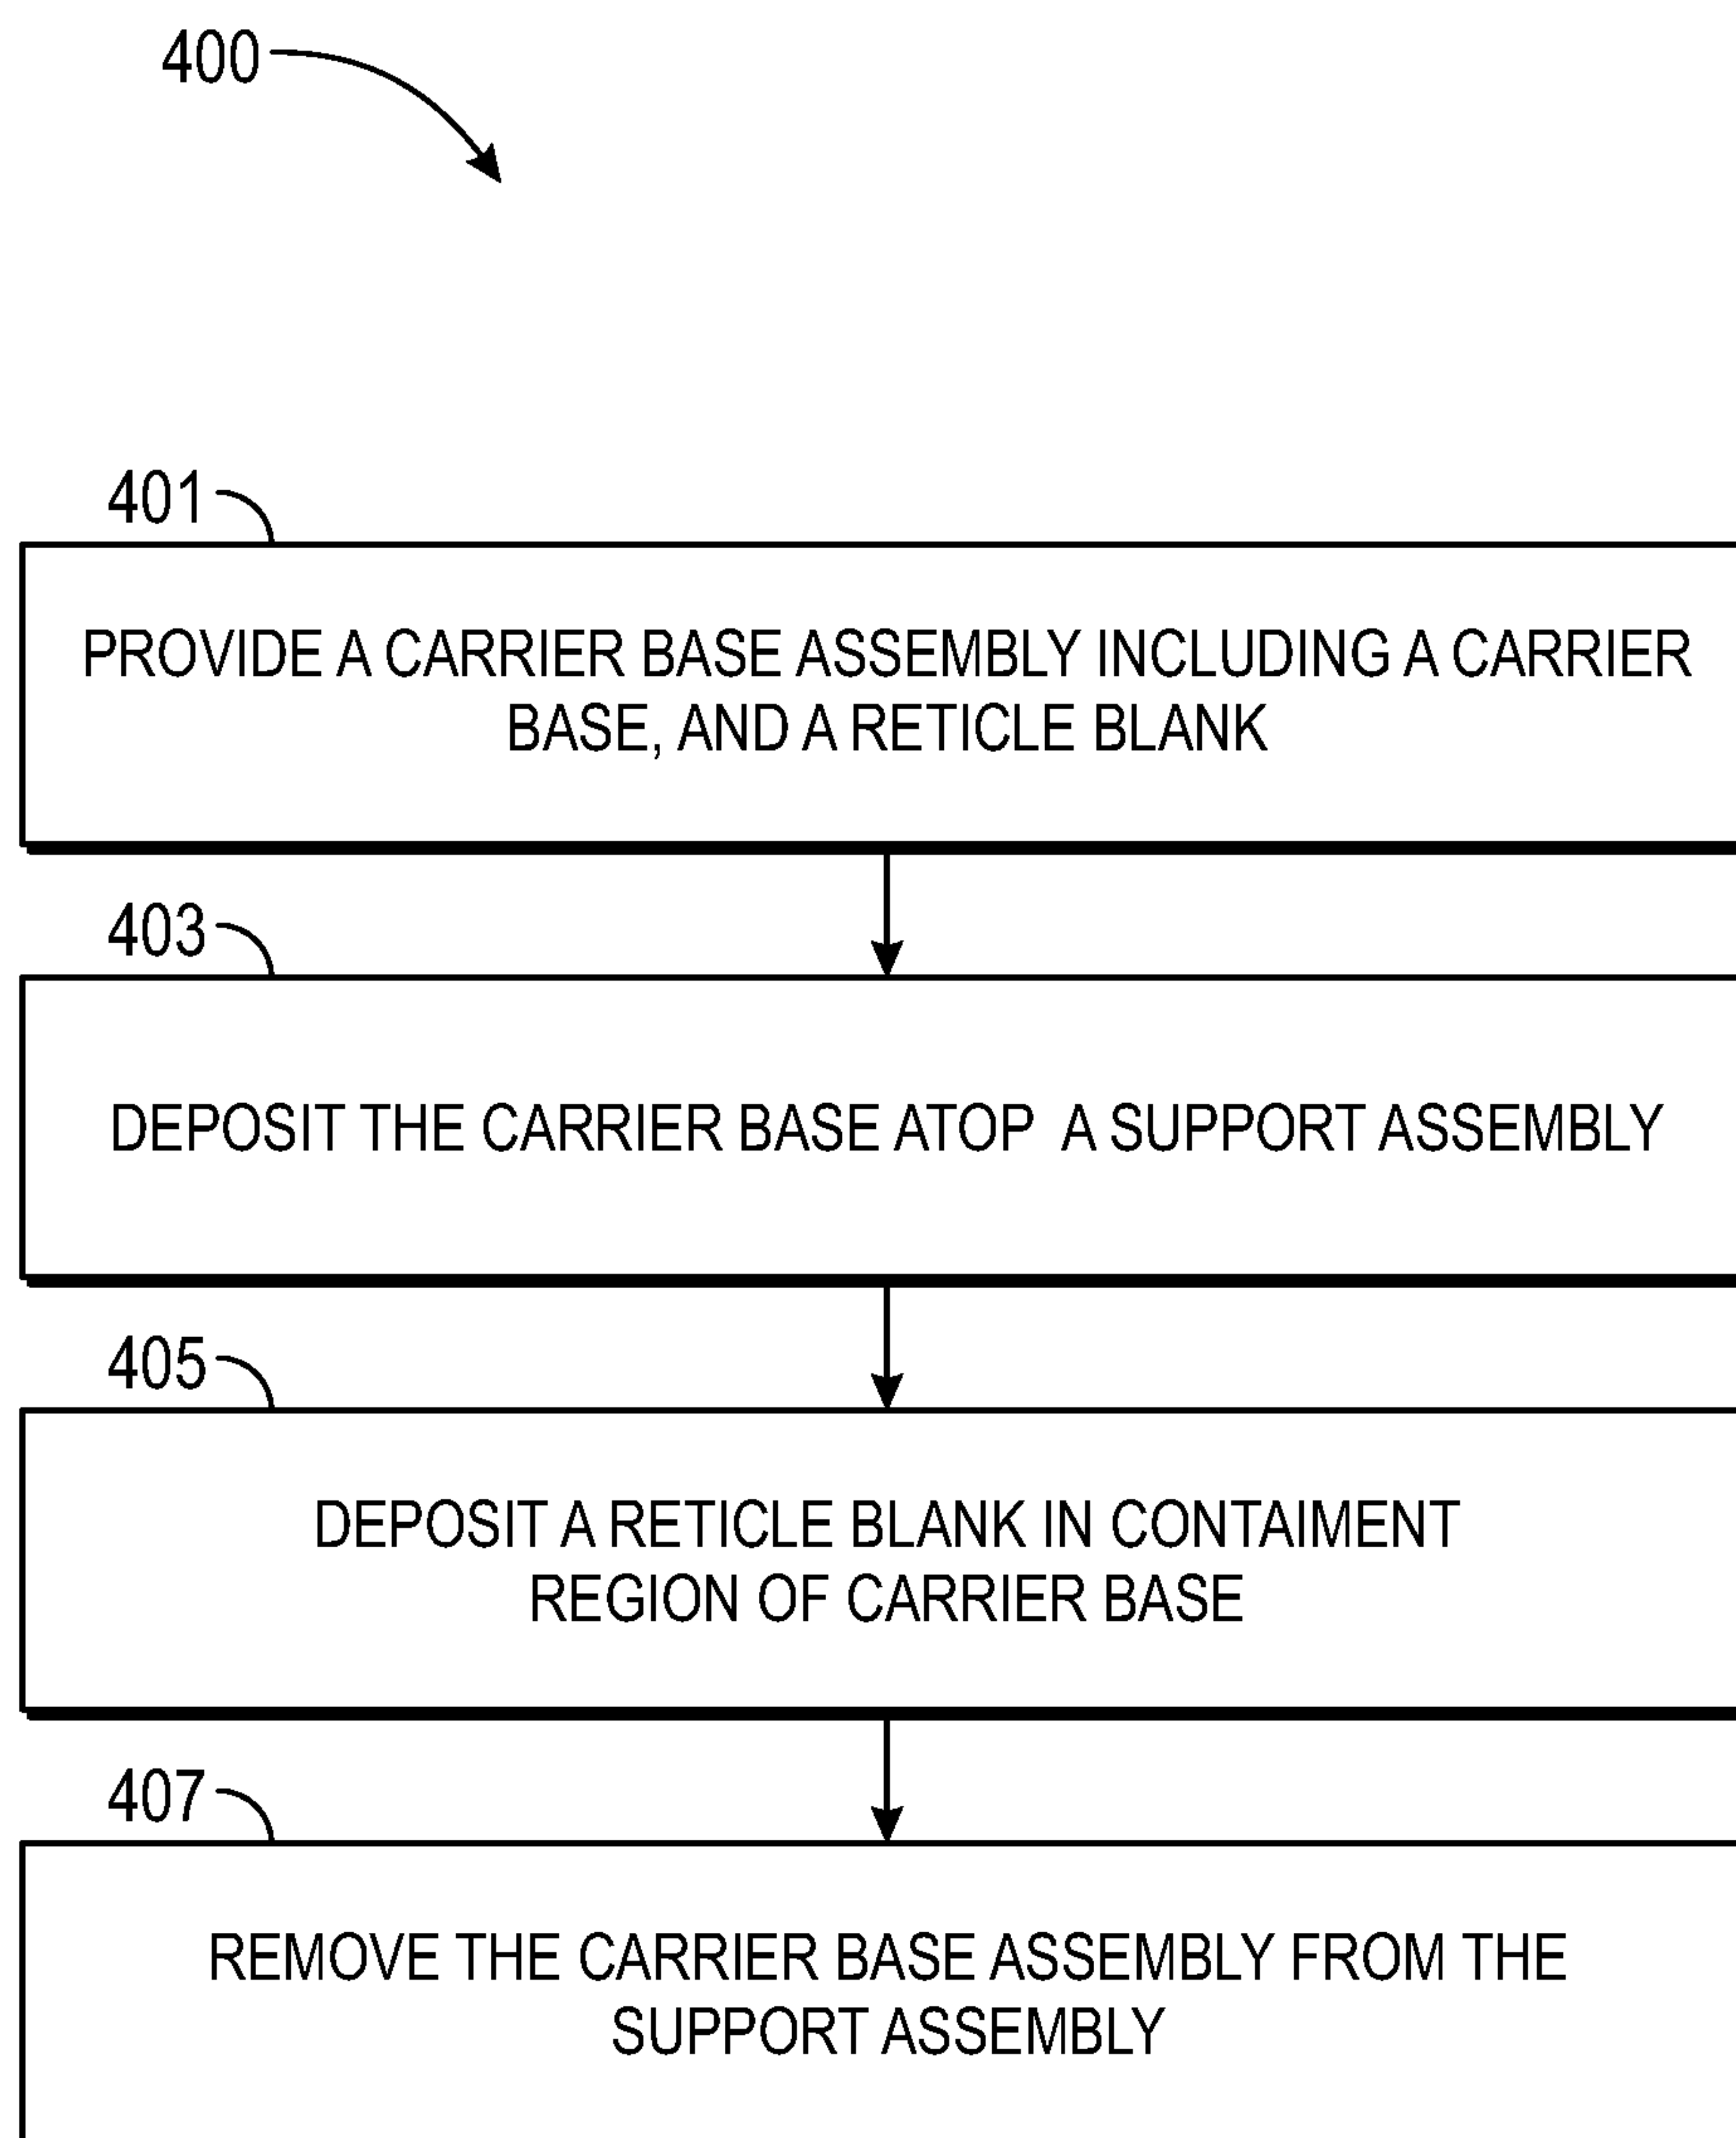 400
401
PROVIDE A CARRIER BASE ASSEMBLY INCLUDING A CARRIER
BASE, AND A RETICLE BLANK
403
DEPOSIT THE CARRIER BASE ATOP A SUPPORT ASSEMBLY
405
DEPOSIT A RETICLE BLANK IN CONTAIMENT
REGION OF CARRIER BASE
407
REMOVE THE CARRIER BASE ASSEMBLY FROM THE
SUPPORT ASSEMBLY